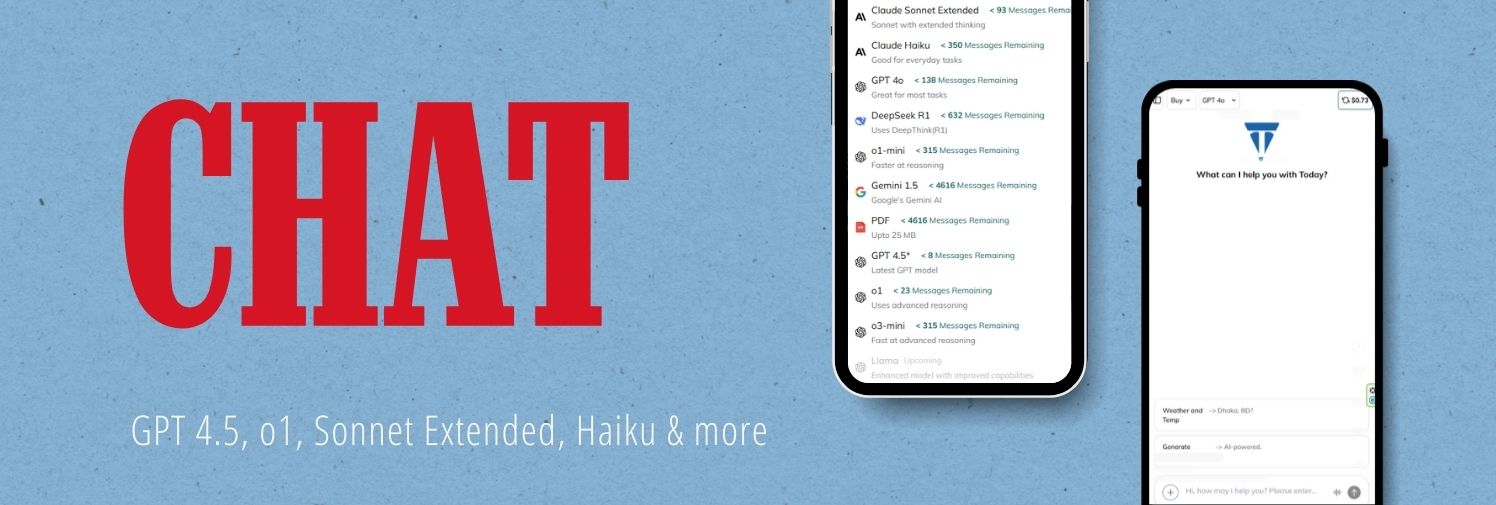 CHAT
GPT 4.5, o1, Sonnet Extended, Haiku & more
Claude Sonnet Extended < 93 Messages Rema
Sonnet with extended thinking
Claude Haiku < 350 Messages Remaining
Good for everyday tasks
GPT 4o < 138 Messages Remaining
Great for most tasks
DeepSeek R1 < 632 Messages Remaining
Uses DeepThink(R1)
o1-mini < 315 Messages Remaining
Faster at reasoning
Gemini 1.5 < 4616 Messages Remaining
Google's Gemini AI
PDF < 4616 Messages Remaining
Upto 25 MB
GPT 4.5* < 8 Messages Remaining
Latest GPT model
o1 < 23 Messages Remaining
Uses advanced reasoning
o3-mini < 315 Messages Remaining
Fast at advanced reasoning
Llama Upcoming
Enhanced model with improved capabilities
Buy GPT 4o $0.73
What can I help you with Today?
Weather and -> Dhaka, BD?
Temp
Generate -> AI-powered.
Hi, how may I help you? Please enter...